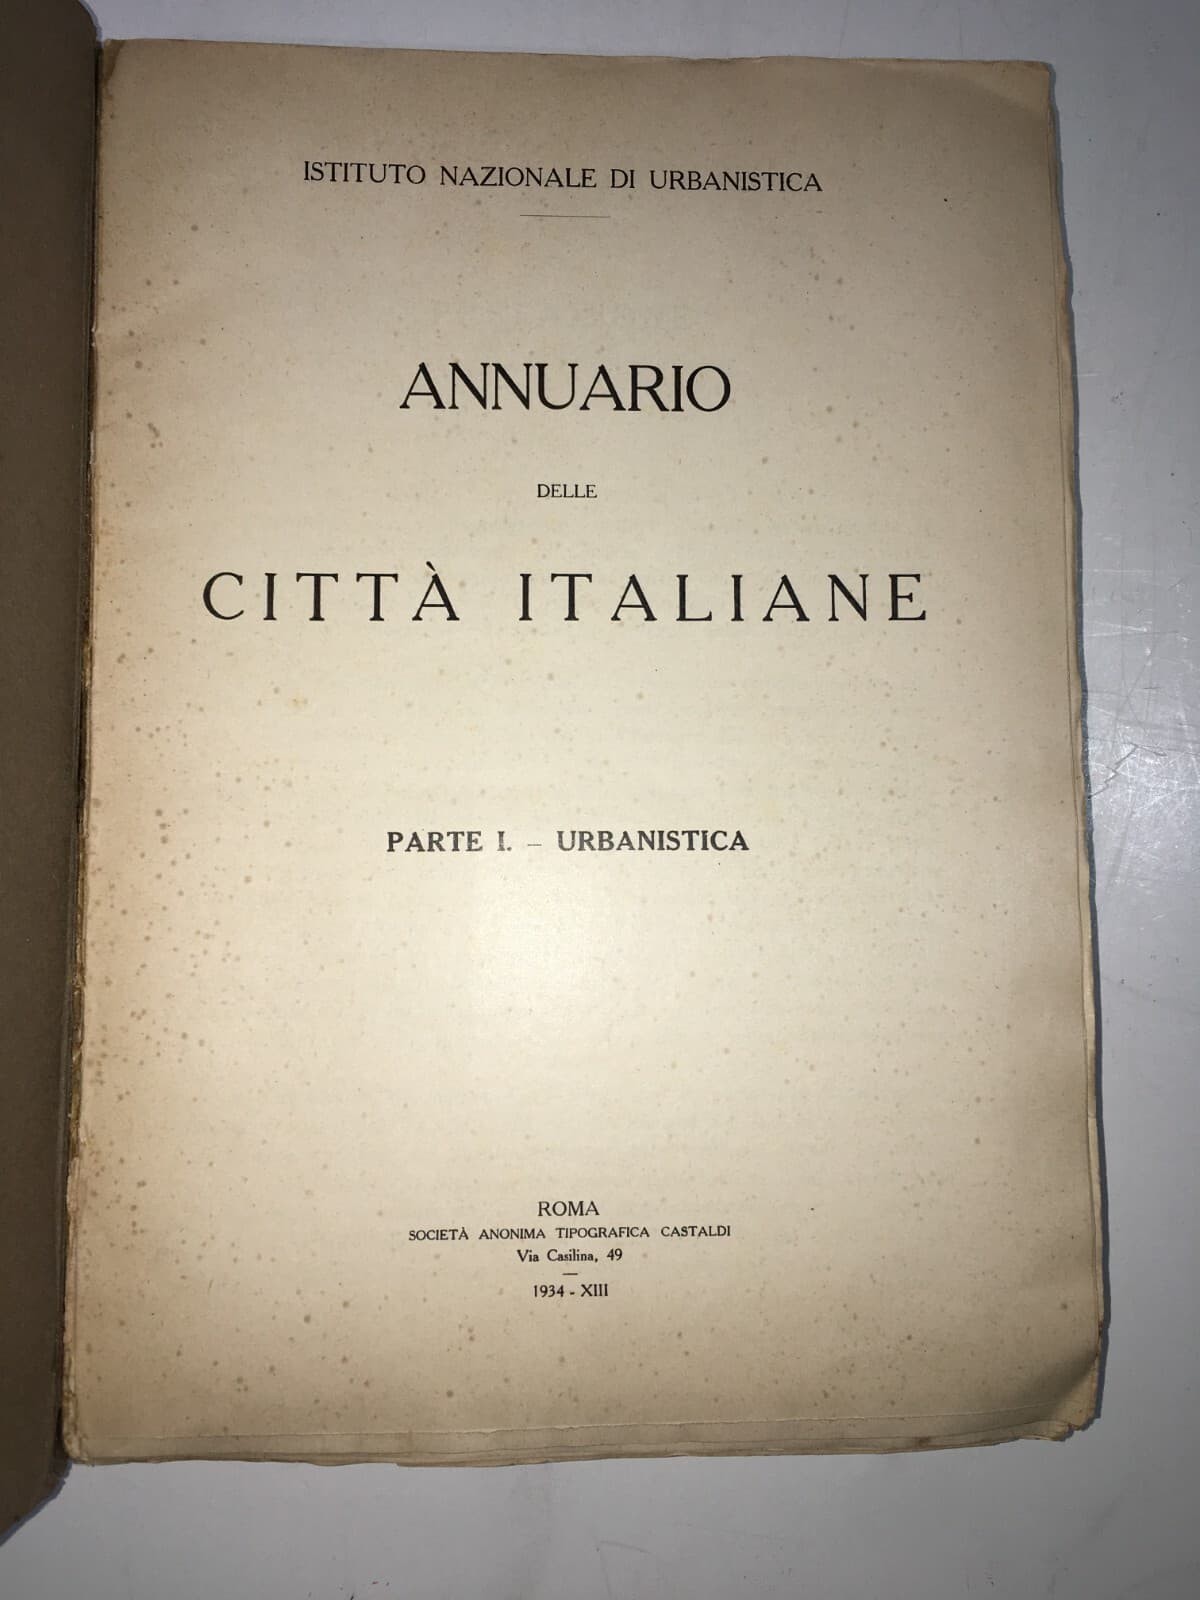 ISTITUTO NAZIONALE DI URBANISTICA
ANNUARIO
DELLE
CITTÀ ITALIANE
PARTE I. – URBANISTICA
ROMA
SOCIETÀ ANONIMA TIPOGRAFICA CASTALDI
Via Casilina, 49
1934 - XIII